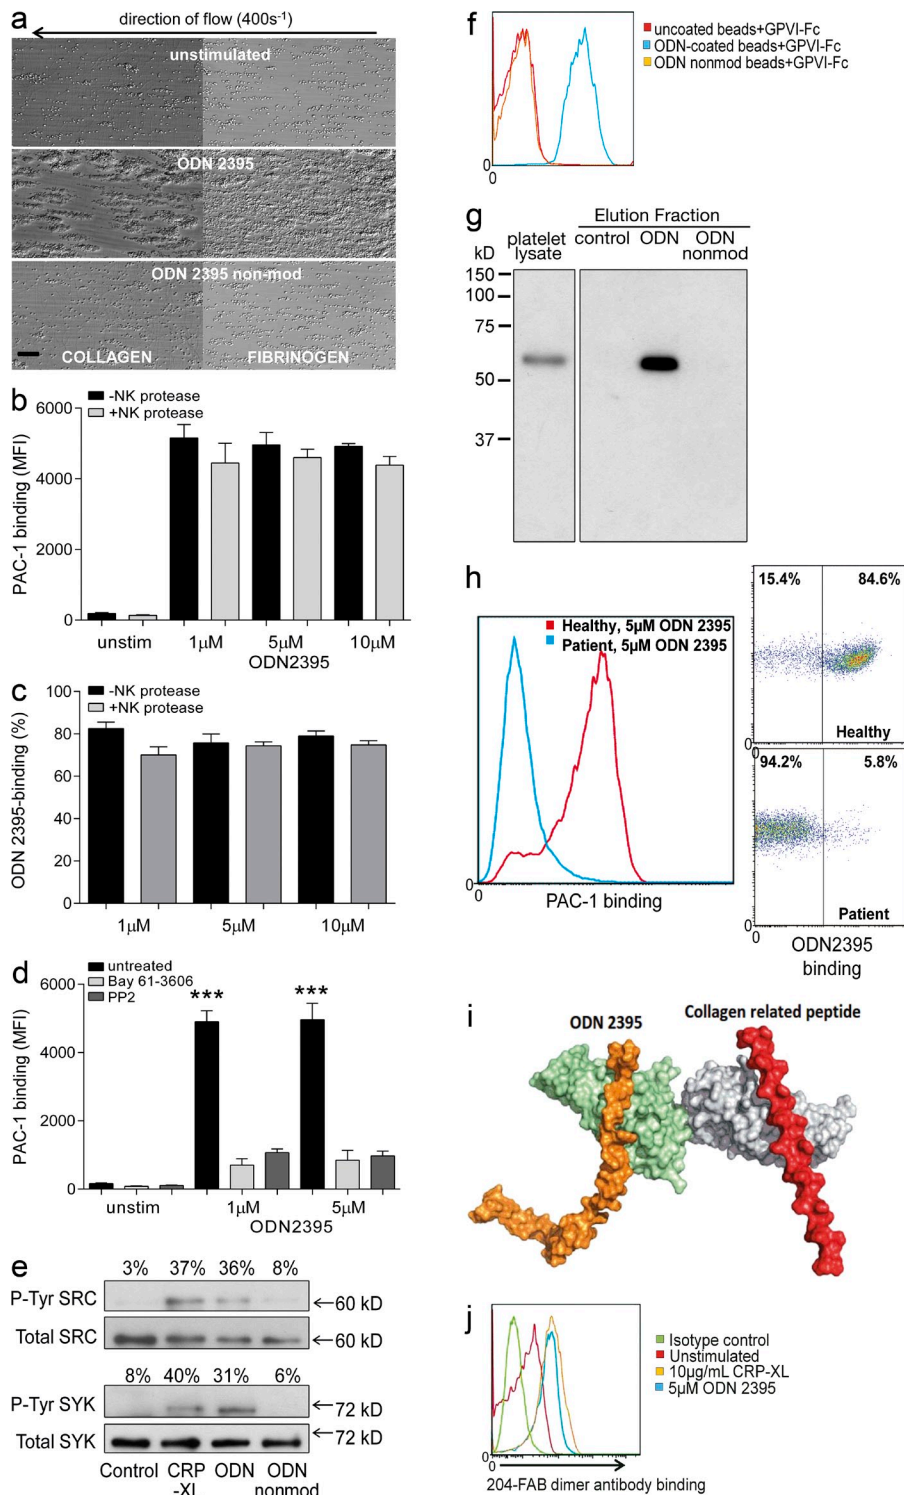 a
direction of flow (400s⁻¹)
unstimulated
ODN 2395
ODN 2395 non-mod
COLLAGEN FIBRINOGEN
b
-NK protease
+NK protease
PAC-1 binding (MFI)
6000
4000
2000
0
unstim 1µM 5µM 10µM
ODN2395
c
-NK protease
+NK protease
ODN 2395-binding (%)
100
80
60
40
20
0
1µM 5µM 10µM
d
untreated
Bay 61-3606
PP2
PAC-1 binding (MFI)
6000
4000
2000
0
*** ***
unstim 1µM 5µM
ODN2395
e
3% 37% 36% 8%
P-Tyr SRC ←60 kD
Total SRC ←60 kD
8% 40% 31% 6%
P-Tyr SYK ←72 kD
Total SYK ←72 kD
Control CRP ODN ODN
-XL nonmod
f
uncoated beads+GPVI-Fc
ODN-coated beads+GPVI-Fc
ODN nonmod beads+GPVI-Fc
0
0
g
Elution Fraction
platelet control ODN ODN
kD lysate nonmod
150
100
75
50
37
h
Healthy, 5µM ODN 2395
Patient, 5µM ODN 2395
0
0
PAC-1 binding
15.4% 84.6%
Healthy
0
94.2% 5.8%
Patient
0
0
ODN2395
binding
i
ODN 2395
Collagen related peptide
j
Isotype control
Unstimulated
10µg/mL CRP-XL
5µM ODN 2395
0
0
204-FAB dimer antibody binding